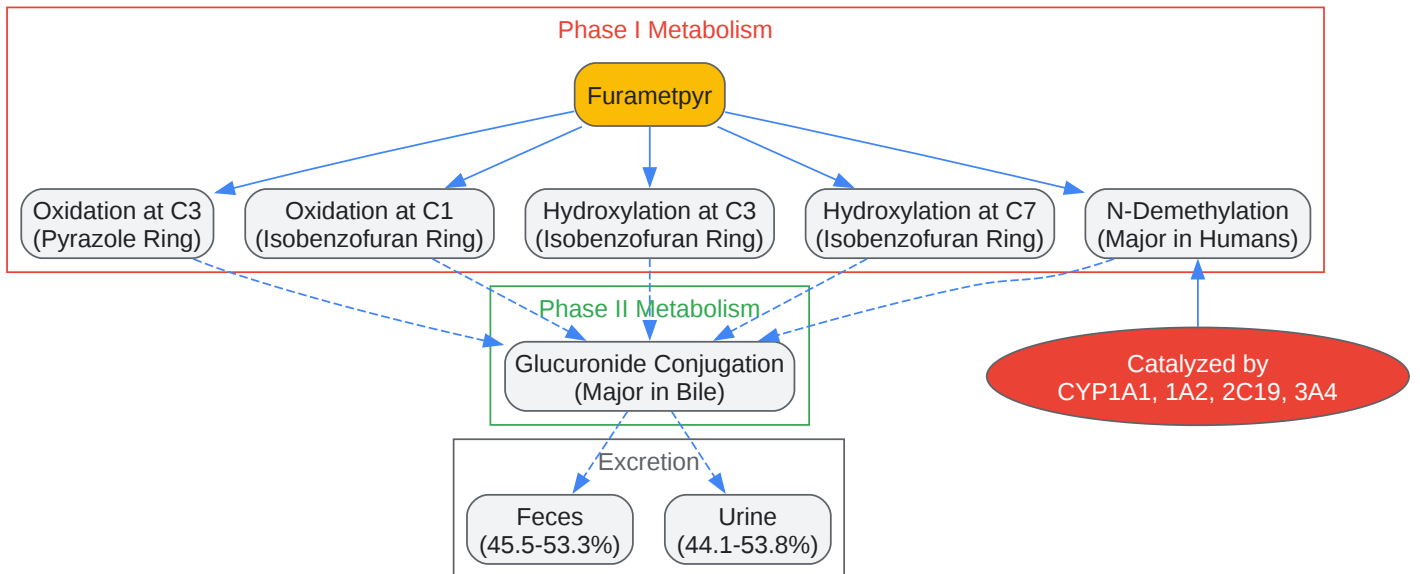 Phase I Metabolism
Furametpyr
Oxidation at C3
(Pyrazole Ring)
Oxidation at C1
(Isobenzofuran Ring)
Hydroxylation at C3
(Isobenzofuran Ring)
Hydroxylation at C7
(Isobenzofuran Ring)
N-Demethylation
(Major in Humans)
Phase II Metabolism
Glucuronide Conjugation
(Major in Bile)
Catalyzed by
CYP1A1, 1A2, 2C19, 3A4
Excretion
Feces
(45.5-53.3%)
Urine
(44.1-53.8%)